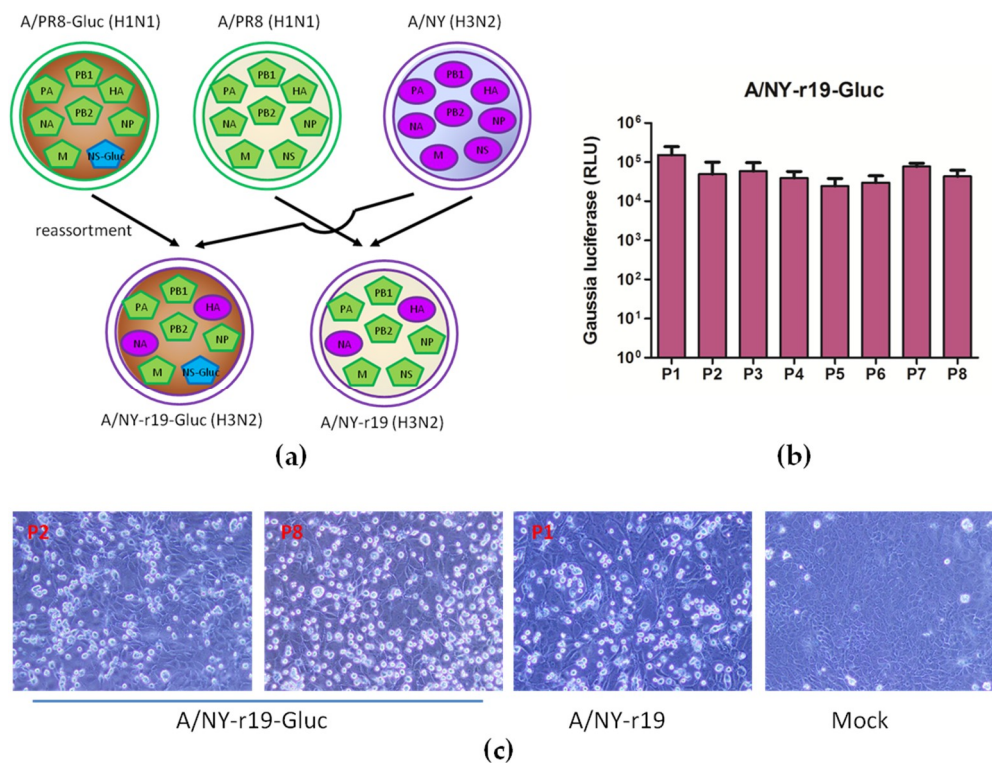 A/PR8-Gluc (H1N1) A/PR8 (H1N1) A/NY (H3N2)
PB1 PA HA PB2 NA NP M NS-Gluc
PB1 PA HA PB2 NA NP M NS
PB1 PA HA PB2 NA NP M NS
reassortment
PB1 PA HA PB2 NA NP M NS-Gluc
PB1 PA HA PB2 NA NP M NS
A/NY-r19-Gluc (H3N2) A/NY-r19 (H3N2)
(a)
A/NY-r19-Gluc
Gaussia luciferase (RLU)
10⁶
10⁵
10⁴
10³
10²
10¹
10⁰
P1 P2 P3 P4 P5 P6 P7 P8
(b)
P2 P8 P1
A/NY-r19-Gluc A/NY-r19 Mock
(c)